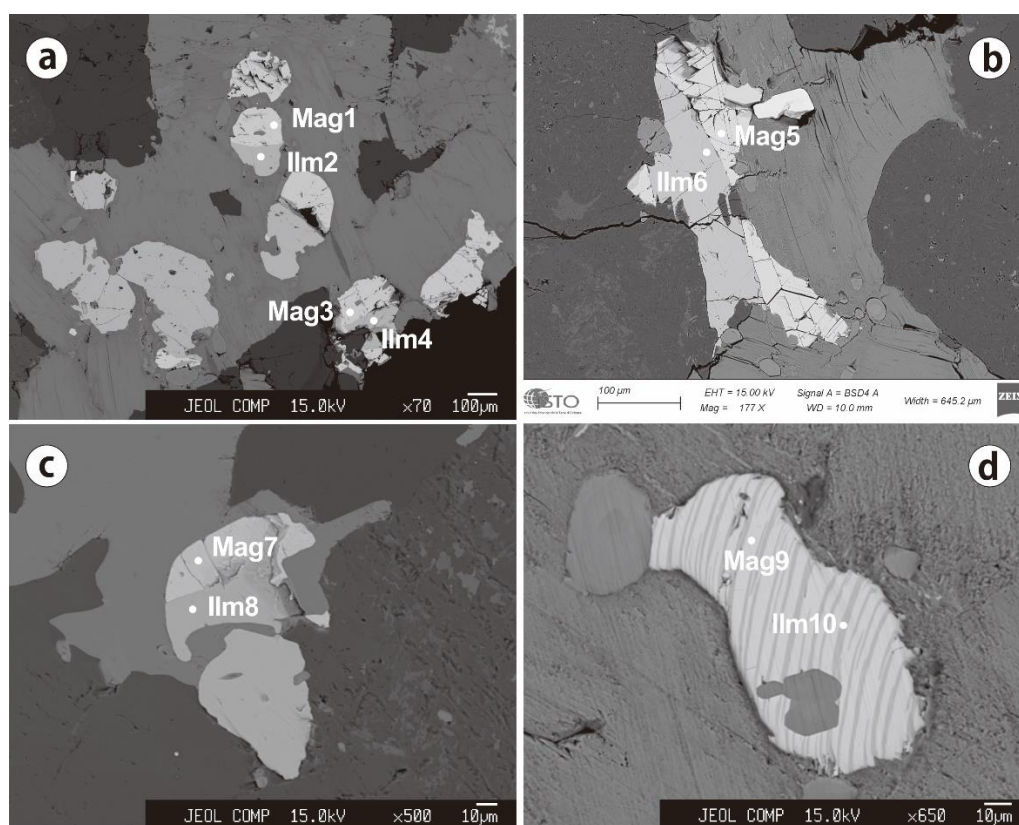 a
Mag1
Ilm2
Mag3
Ilm4
JEOL COMP 15.0kV ×70 100µm
b
Mag5
Ilm6
100 µm
EHT = 15.00 kV
Mag = 177 X
Signal A = BSD4 A
WD = 10.0 mm
Width = 645.2 µm
ISTO
ZEIS
c
Mag7
Ilm8
JEOL COMP 15.0kV ×500 10µm
d
Mag9
Ilm10
JEOL COMP 15.0kV ×650 10µm